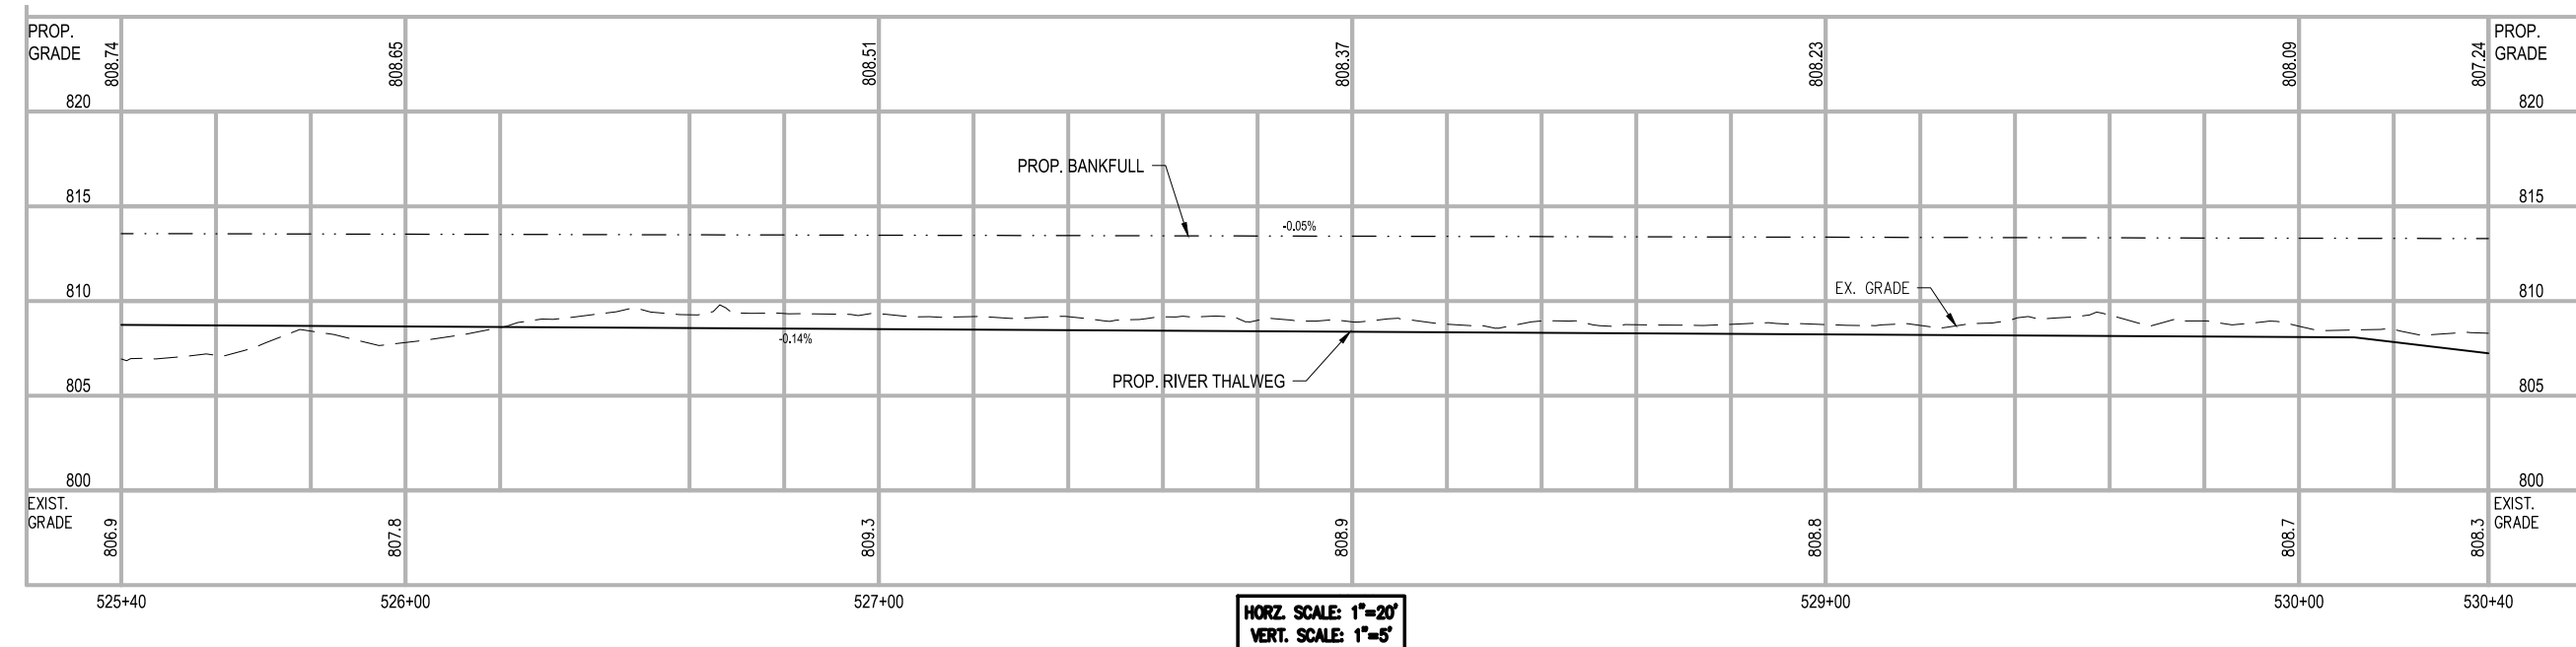 PROP.
GRADE
808.74
808.65
808.51
808.37
808.23
808.09
807.24
PROP.
GRADE
820
820
PROP. BANKFULL
815
815
-0.05%
810
EX. GRADE
810
-0.14%
PROP. RIVER THALWEG
805
805
800
800
EXIST.
GRADE
806.9
807.8
809.3
808.9
808.8
808.7
808.3
EXIST.
GRADE
525+40
526+00
527+00
529+00
530+00
530+40
HORZ. SCALE: 1"=20'
VERT. SCALE: 1"=5'